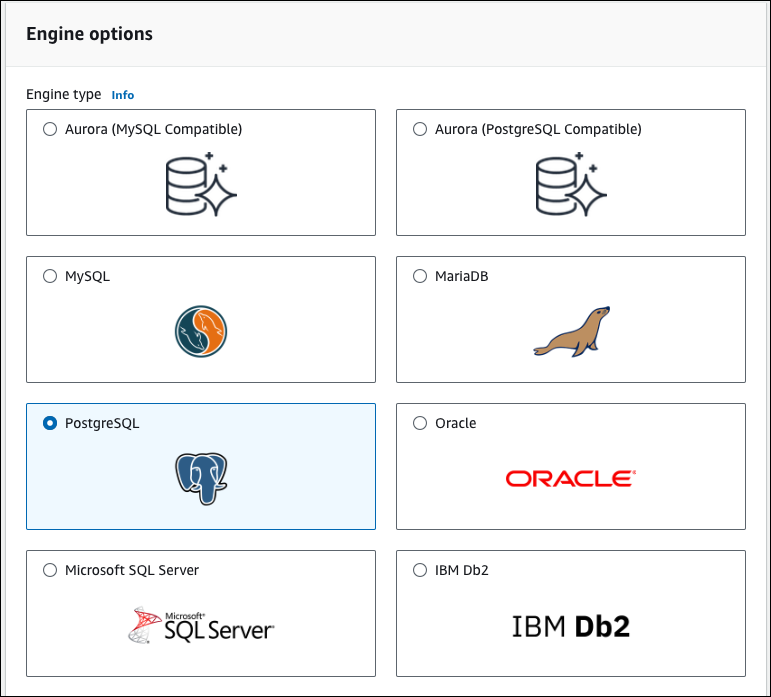 Engine options
Engine type Info
Aurora (MySQL Compatible)
Aurora (PostgreSQL Compatible)
MySQL
MariaDB
PostgreSQL
Oracle
ORACLE®
Microsoft SQL Server
IBM Db2
Microsoft®
SQL Server®
IBM Db2